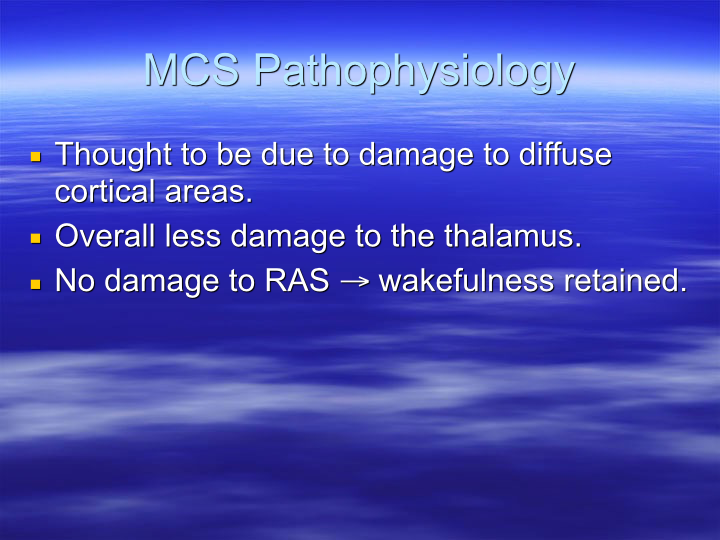 MCS Pathophysiology
Thought to be due to damage to diffuse
cortical areas.
Overall less damage to the thalamus.
No damage to RAS → wakefulness retained.